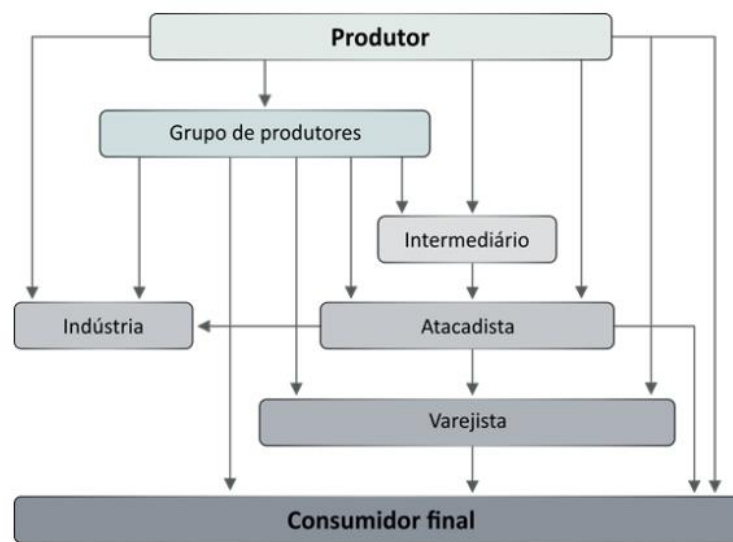 Produtor
Grupo de produtores
Intermediário
Indústria
Atacadista
Varejista
Consumidor final